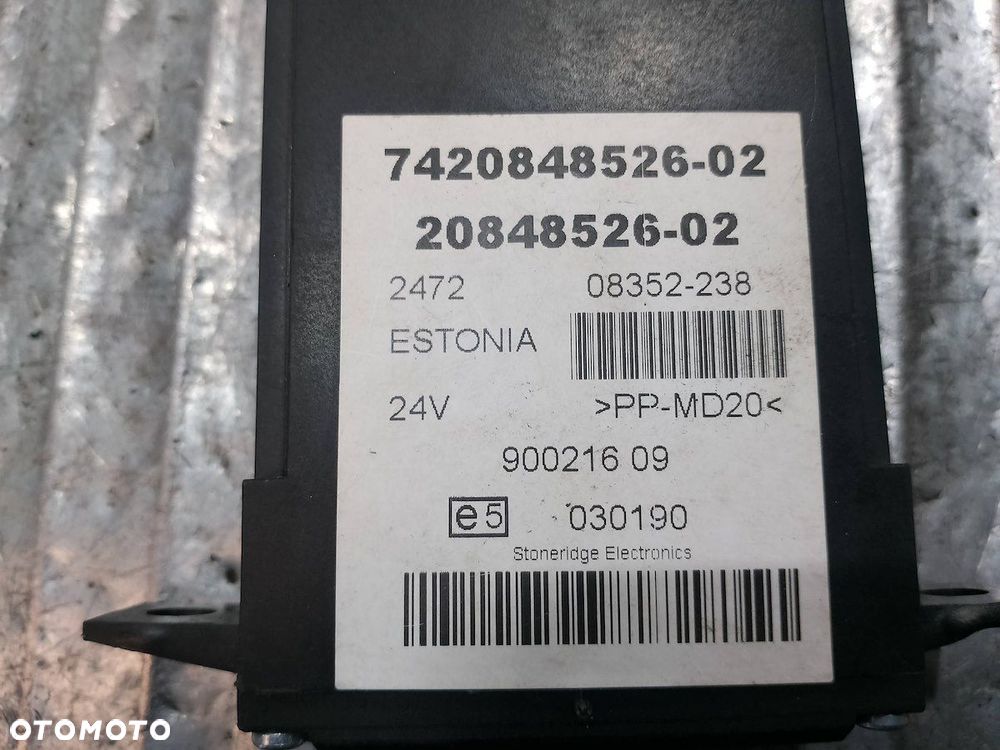 7420848526-02
20848526-02
2472 08352-238
ESTONIA
24V >PP-MD20<
900216 09
e5 030190
Stoneridge Electronics
OTOMOTO